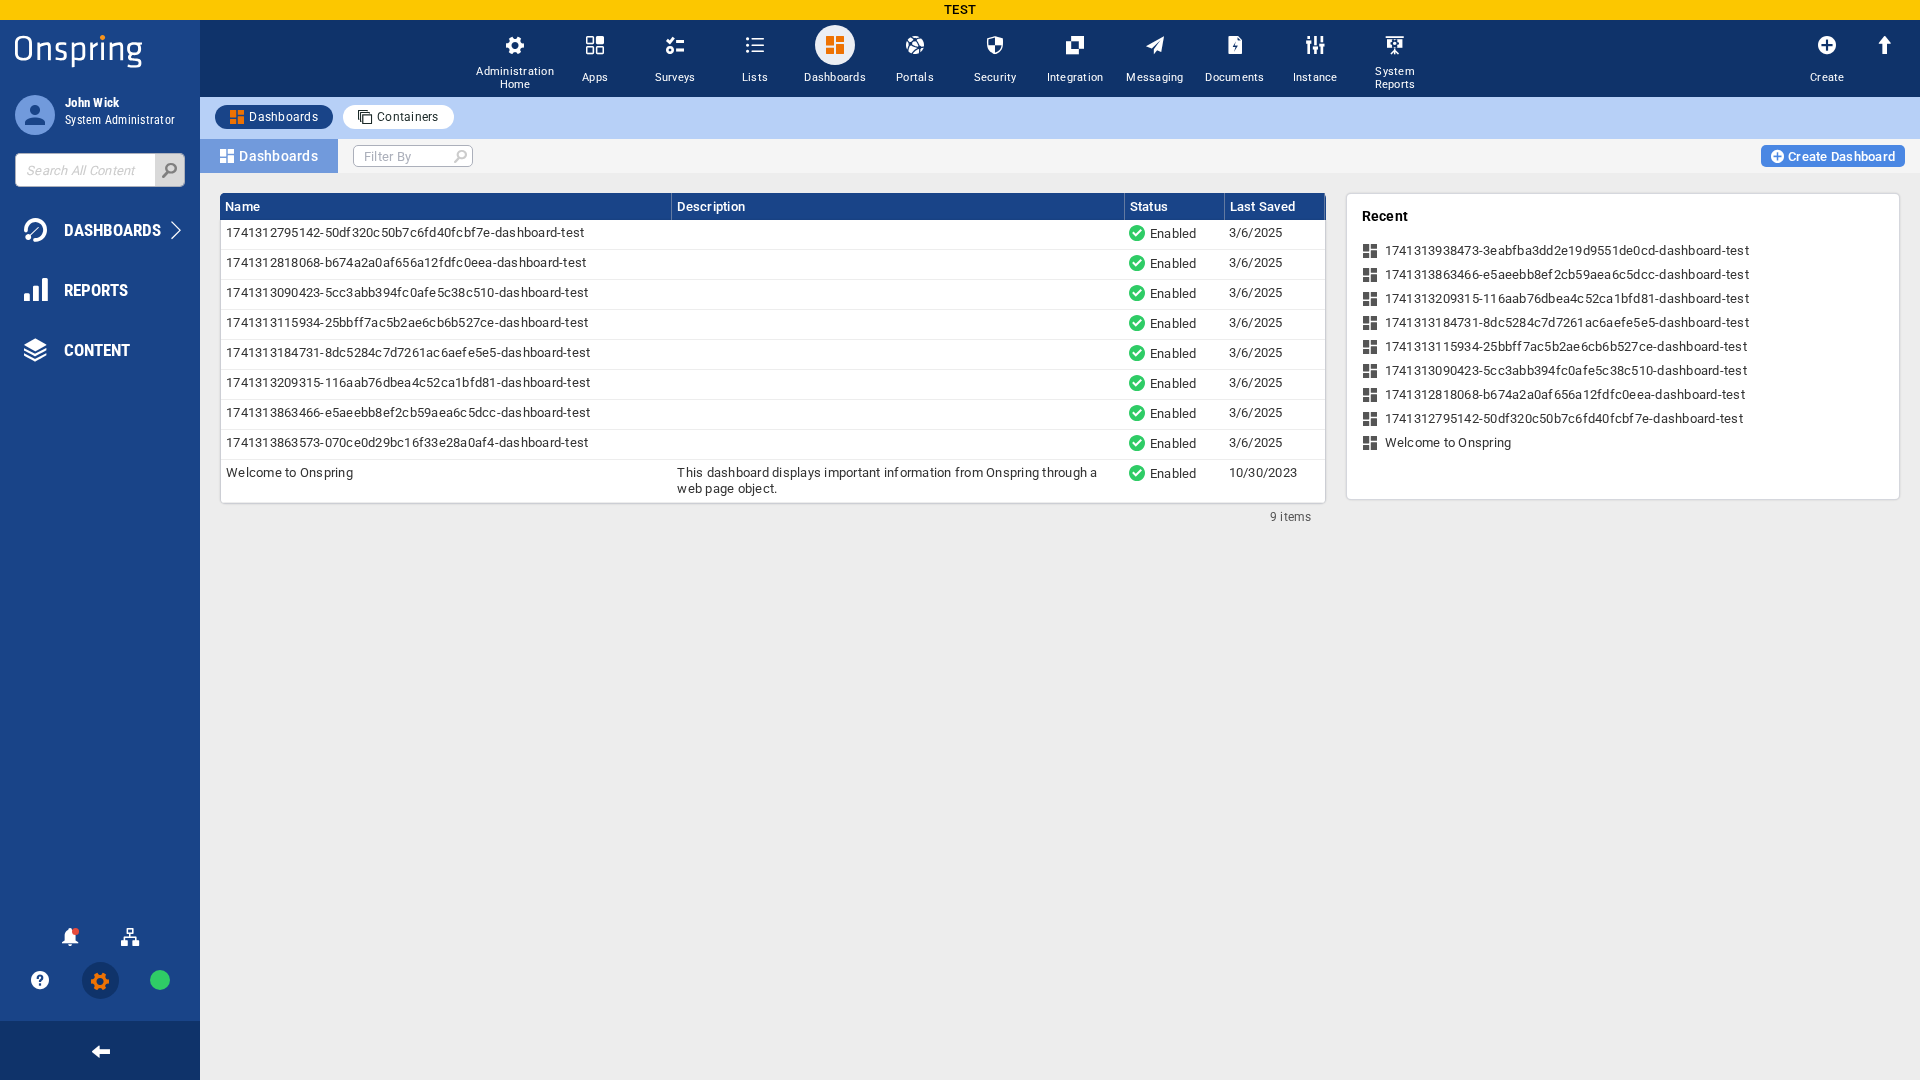 TEST
Onspring
John Wick
System Administrator
Search All Content
DASHBOARDS
REPORTS
CONTENT
Administration Home
Apps
Surveys
Lists
Dashboards
Portals
Security
Integration
Messaging
Documents
Instance
System Reports
Create
Dashboards
Containers
Dashboards
Filter By
Create Dashboard
Name Description Status Last Saved
1741312795142-50df320c50b7c6fd40fcbf7e-dashboard-test Enabled 3/6/2025
1741312818068-b674a2a0af656a12fdfc0eea-dashboard-test Enabled 3/6/2025
1741313090423-5cc3abb394fc0afe5c38c510-dashboard-test Enabled 3/6/2025
1741313115934-25bbff7ac5b2ae6cb6b527ce-dashboard-test Enabled 3/6/2025
1741313184731-8dc5284c7d7261ac6aefe5e5-dashboard-test Enabled 3/6/2025
1741313209315-116aab76dbea4c52ca1bfd81-dashboard-test Enabled 3/6/2025
1741313863466-e5aeebb8ef2cb59aea6c5dcc-dashboard-test Enabled 3/6/2025
1741313863573-070ce0d29bc16f33e28a0af4-dashboard-test Enabled 3/6/2025
Welcome to Onspring This dashboard displays important information from Onspring through a Enabled 10/30/2023
web page object.
9 items
Recent
1741313938473-3eabfba3dd2e19d9551de0cd-dashboard-test
1741313863466-e5aeebb8ef2cb59aea6c5dcc-dashboard-test
1741313209315-116aab76dbea4c52ca1bfd81-dashboard-test
1741313184731-8dc5284c7d7261ac6aefe5e5-dashboard-test
1741313115934-25bbff7ac5b2ae6cb6b527ce-dashboard-test
1741313090423-5cc3abb394fc0afe5c38c510-dashboard-test
1741312818068-b674a2a0af656a12fdfc0eea-dashboard-test
1741312795142-50df320c50b7c6fd40fcbf7e-dashboard-test
Welcome to Onspring